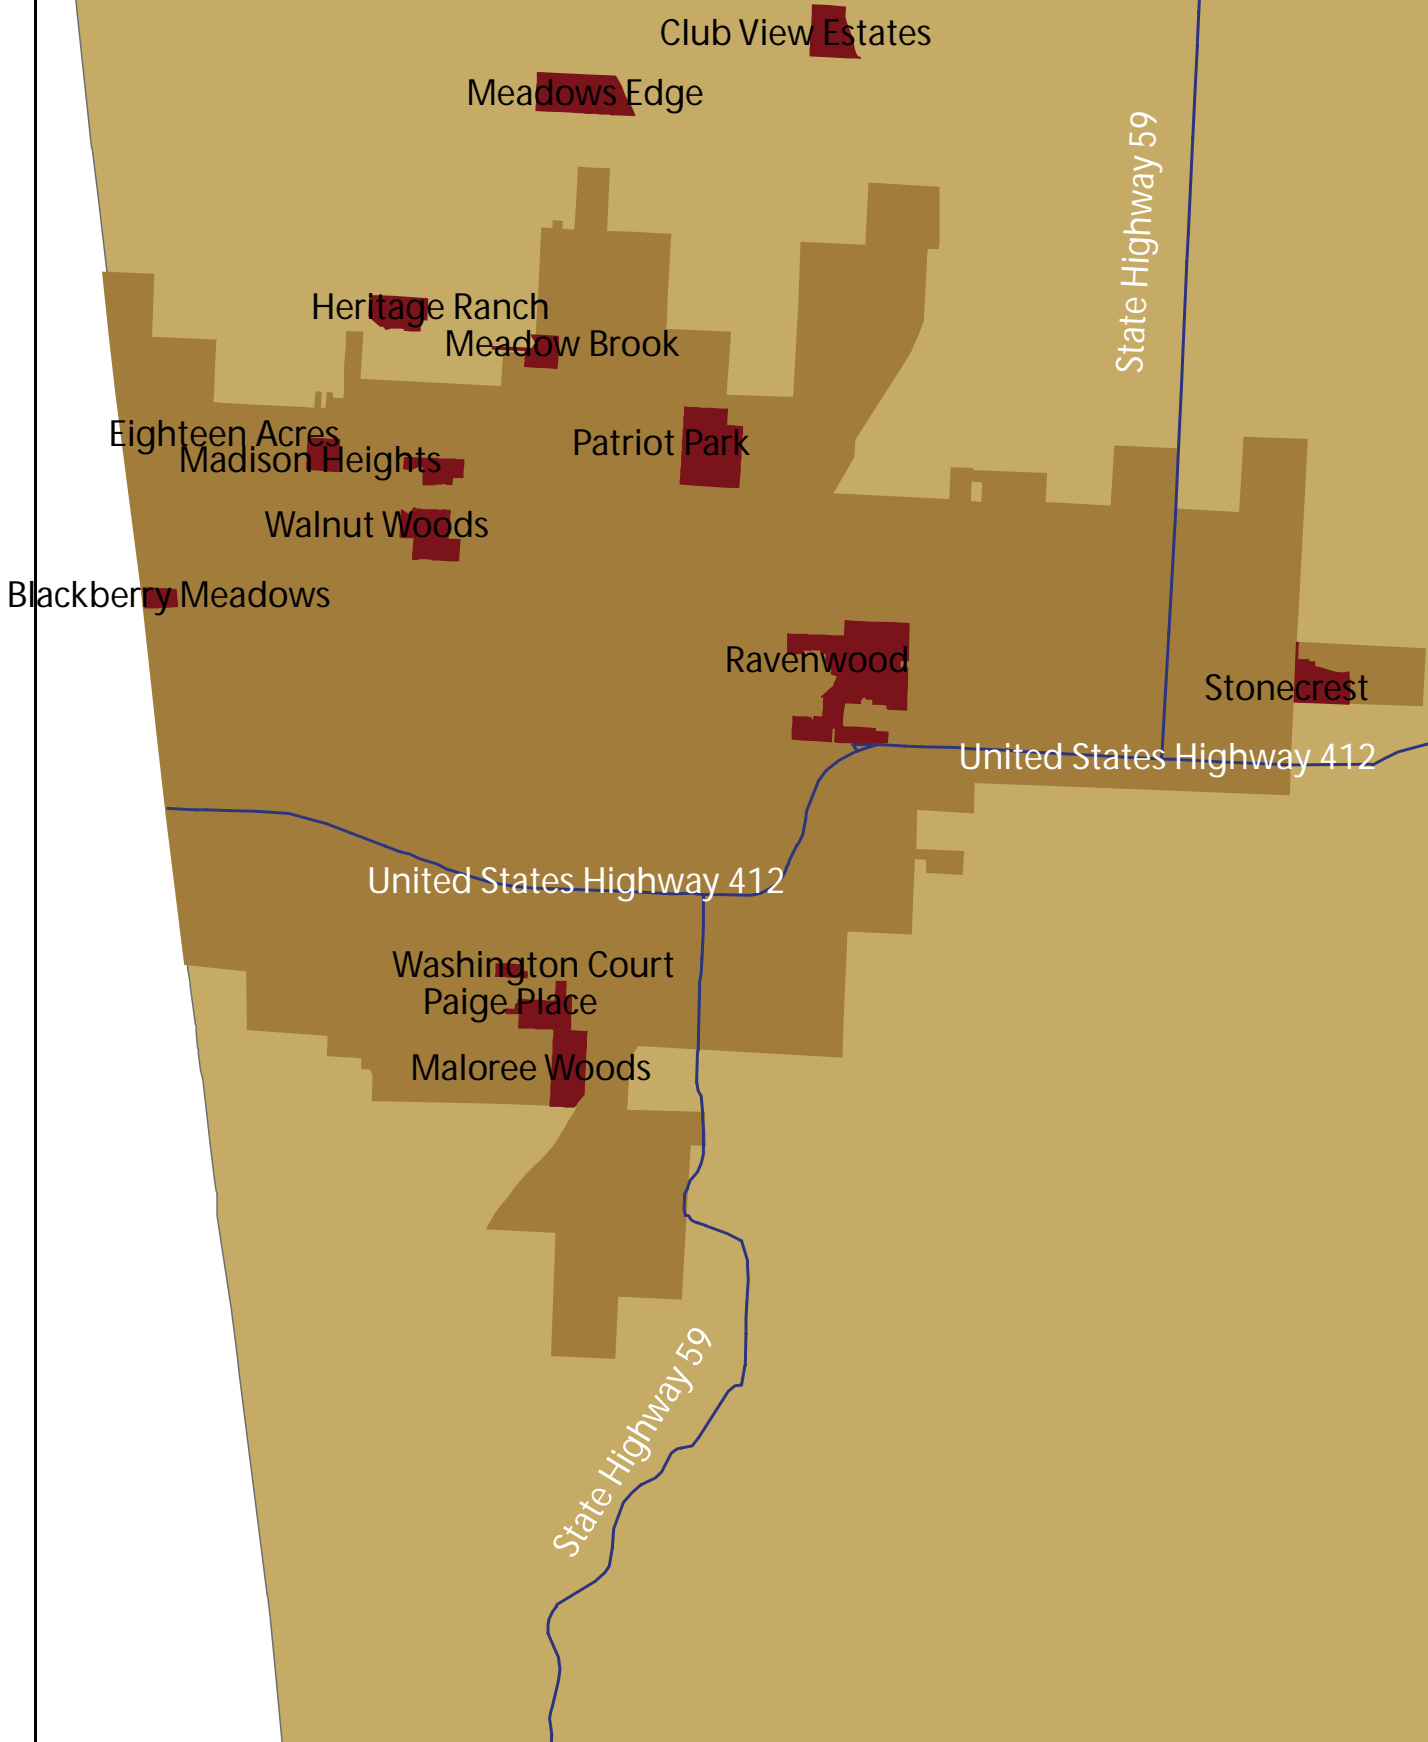 Club View Estates
Meadows Edge
State Highway 59
Heritage Ranch
Meadow Brook
Eighteen Acres
Patriot Park
Madison Heights
Walnut Woods
Blackberry Meadows
Ravenwood
Stonecrest
United States Highway 412
United States Highway 412
Washington Court
Paige Place
Maloree Woods
State Highway 59